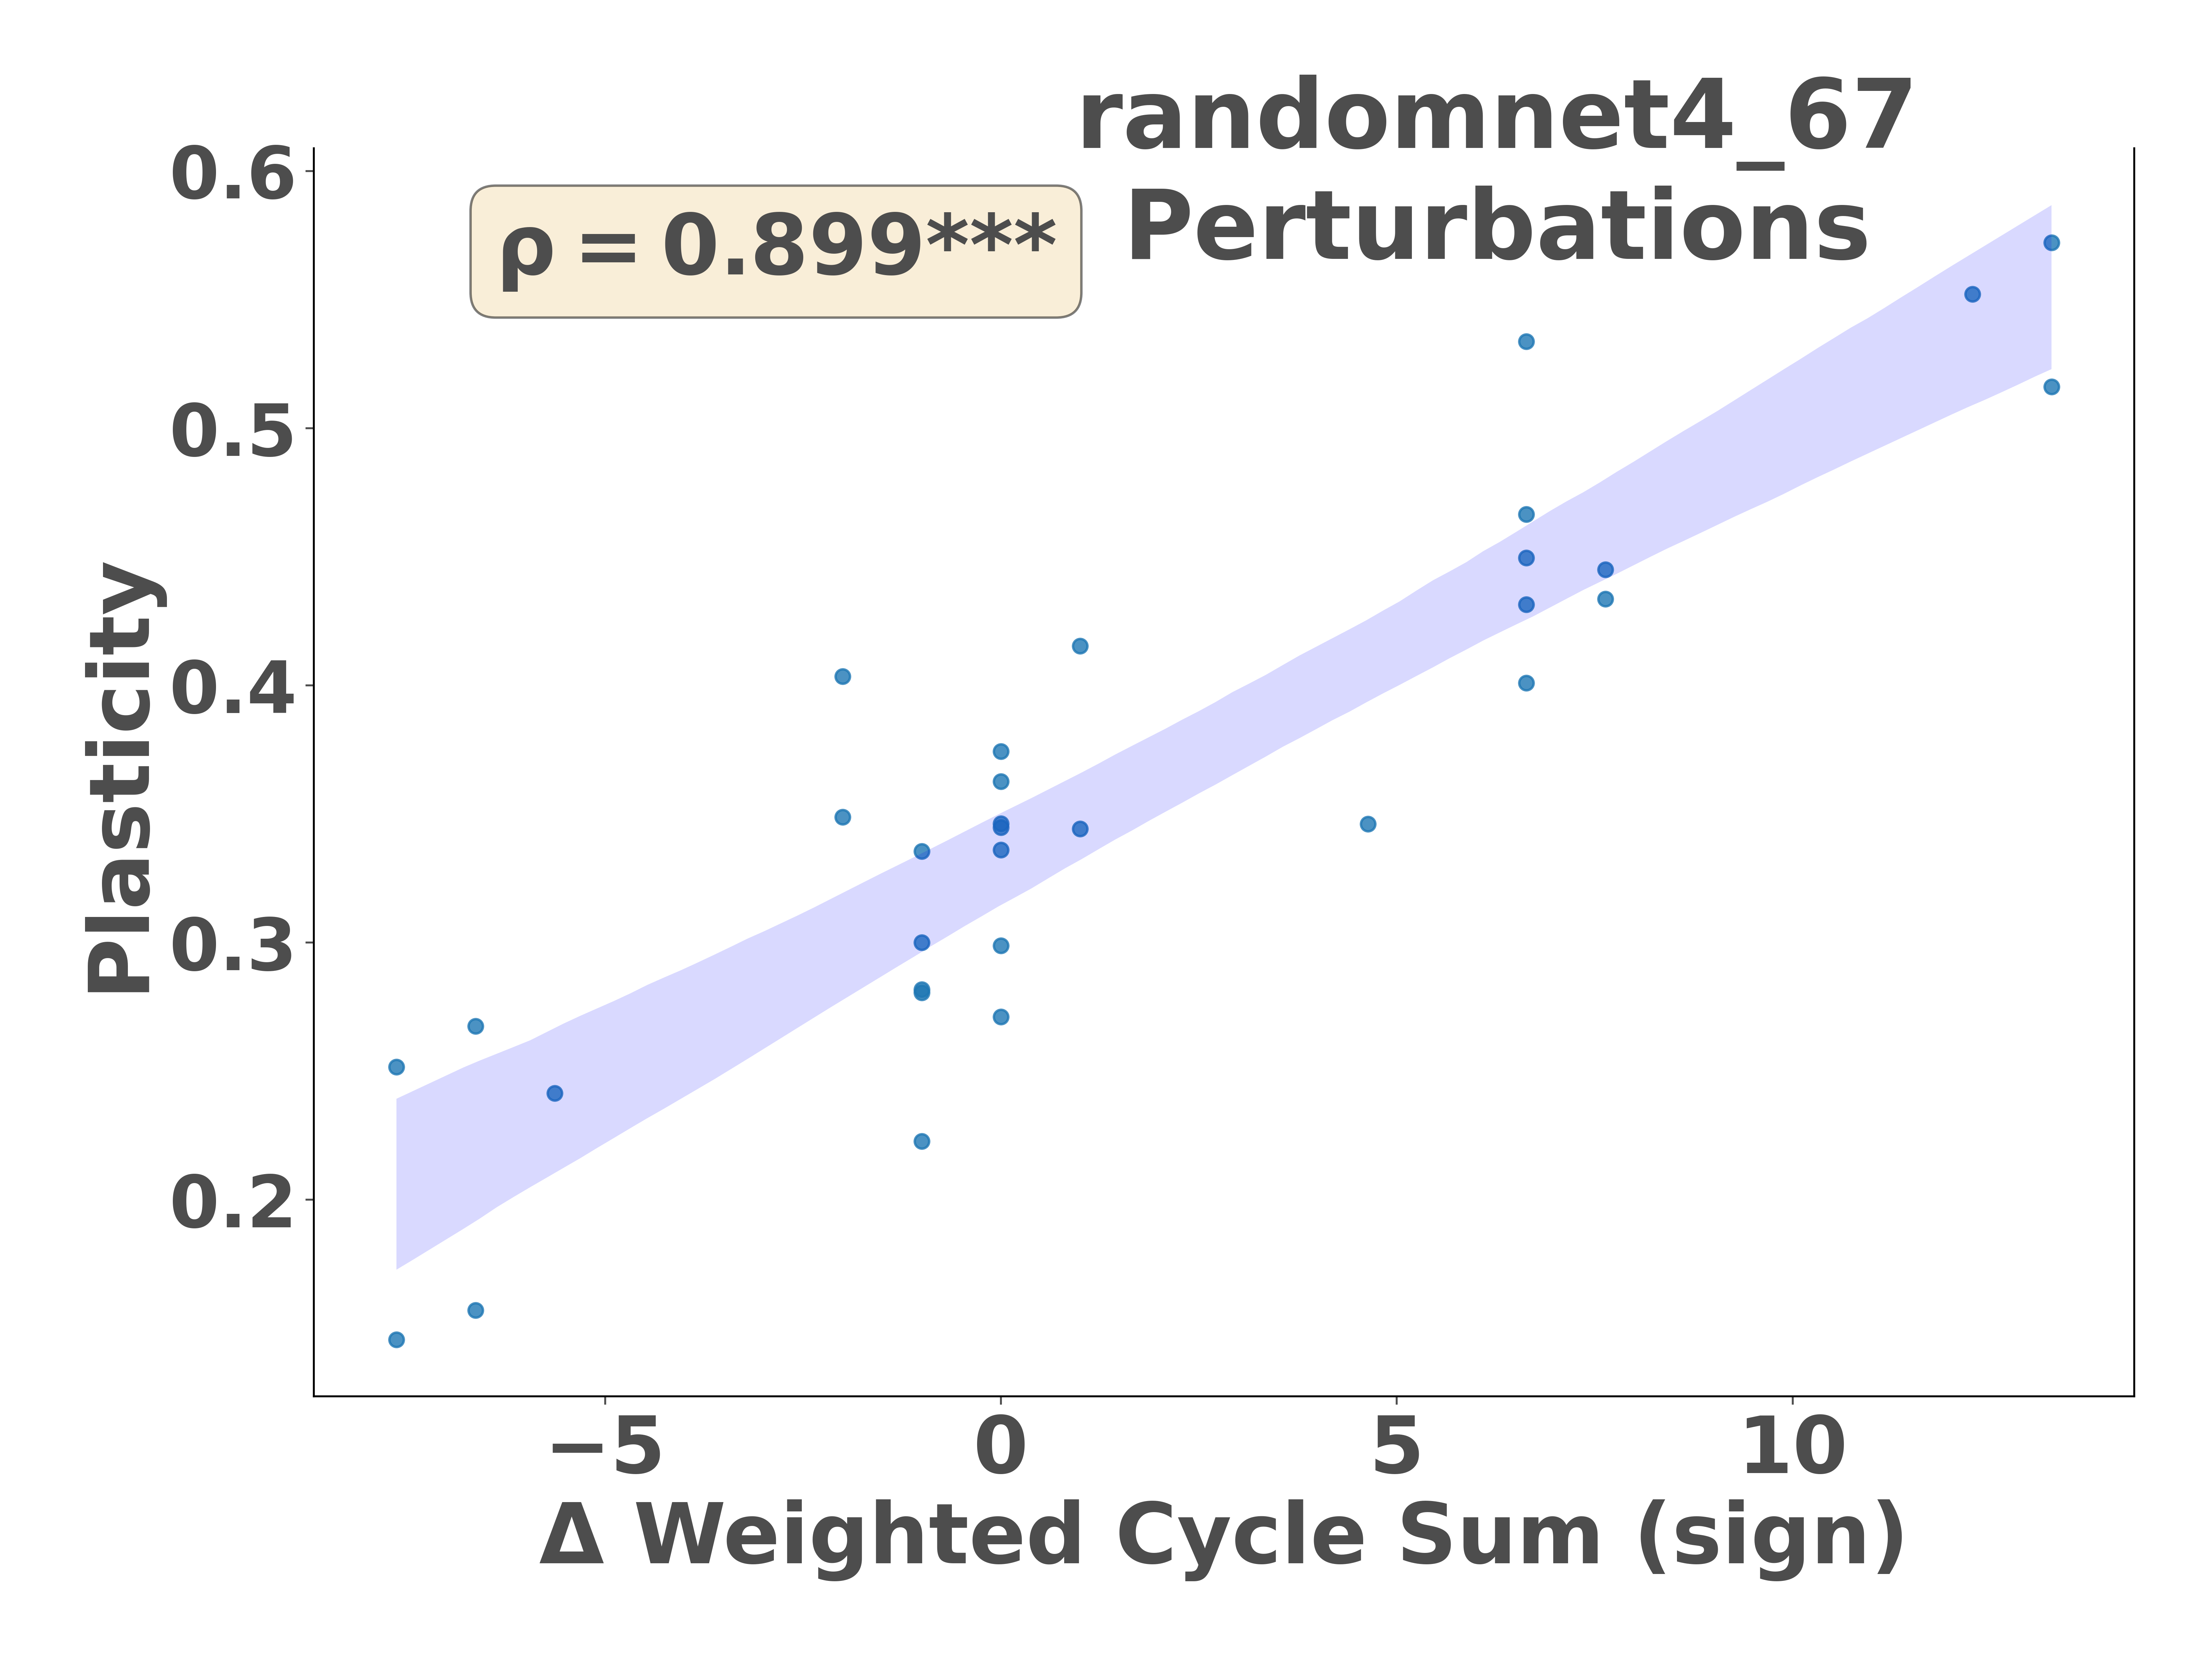 randomnet4_67
Perturbations
ρ = 0.899***
Plasticity
0.6
0.5
0.4
0.3
0.2
−5 0 5 10
Δ Weighted Cycle Sum (sign)